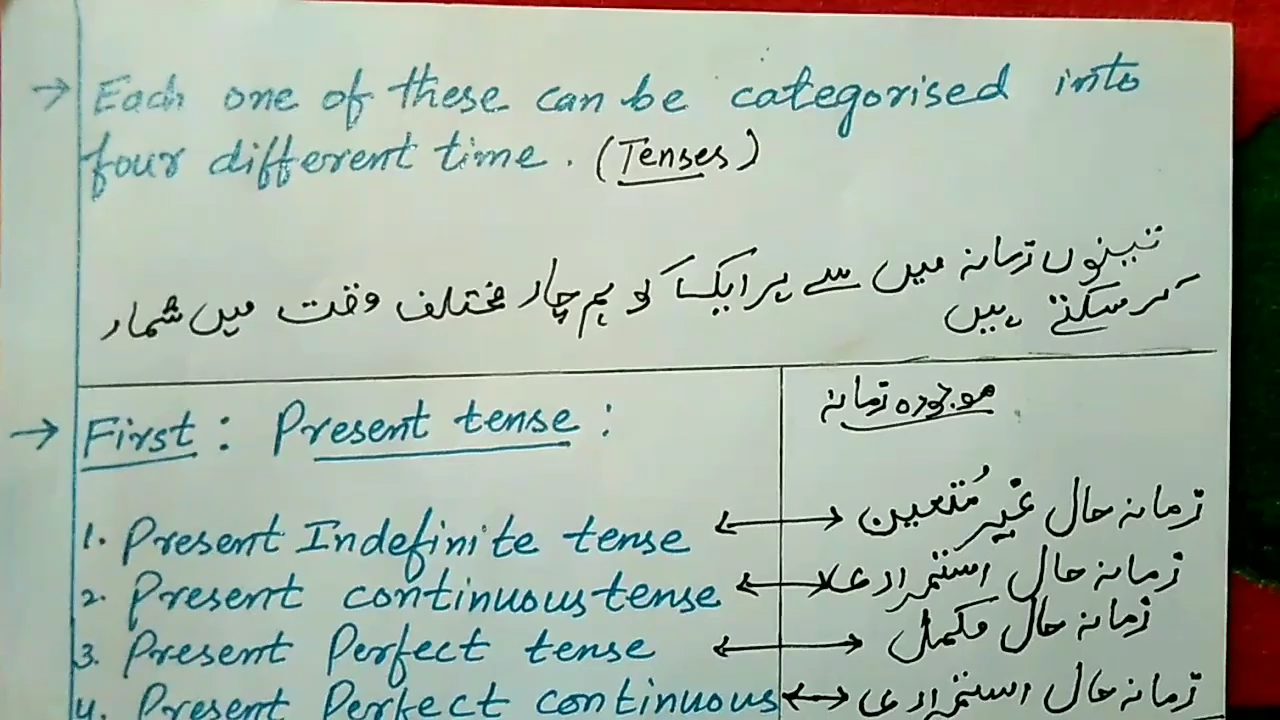 → Each one of these can be categorised into
four different time. (Tenses)
تینوں زمانہ میں سے ہر ایک کو ہم چار مختلف وقت میں شمار
کر سکتے ہیں
→ First : Present tense :
موجودہ زمانہ
1. Present Indefinite tense ↔ زمانہ حال غیر مُتعین
2. Present continuous tense ↔ زمانہ حال استمراری
3. Present Perfect tense ↔ زمانہ حال مکمل
4. Present Perfect continuous ↔ زمانہ حال استمراری